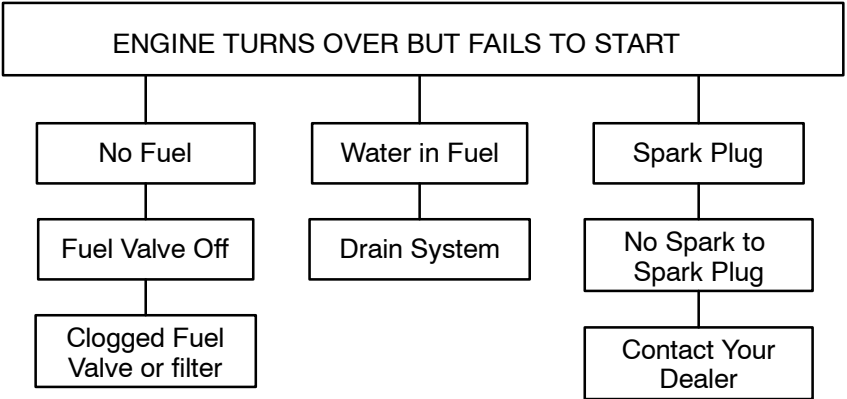 ENGINE TURNS OVER BUT FAILS TO START
No Fuel
Water in Fuel
Spark Plug
Fuel Valve Off
Drain System
No Spark to
Spark Plug
Clogged Fuel
Valve or filter
Contact Your
Dealer